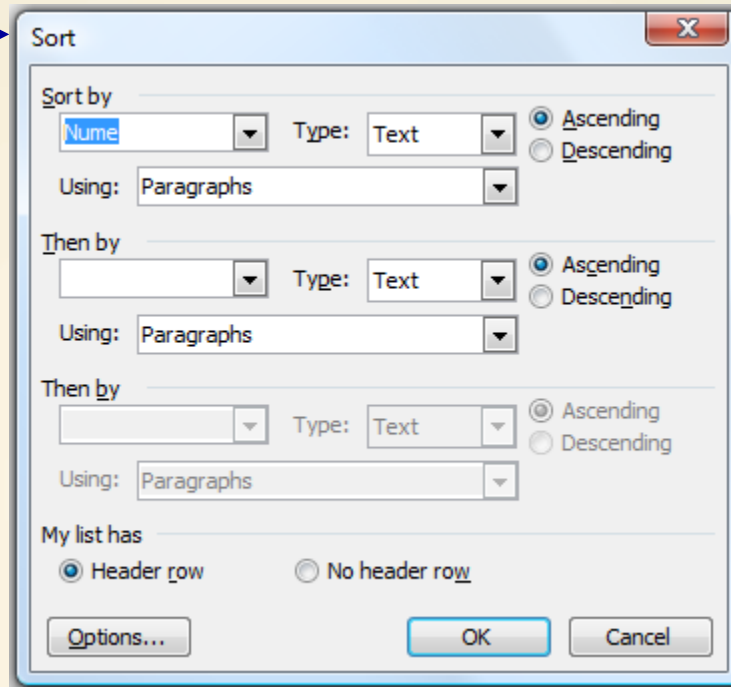 Sort
Sort by
Nume Type: Text Ascending
Descending
Using: Paragraphs
Then by
Type: Text Ascending
Descending
Using: Paragraphs
Then by
Type: Text Ascending
Descending
Using: Paragraphs
My list has
Header row No header row
Options... OK Cancel